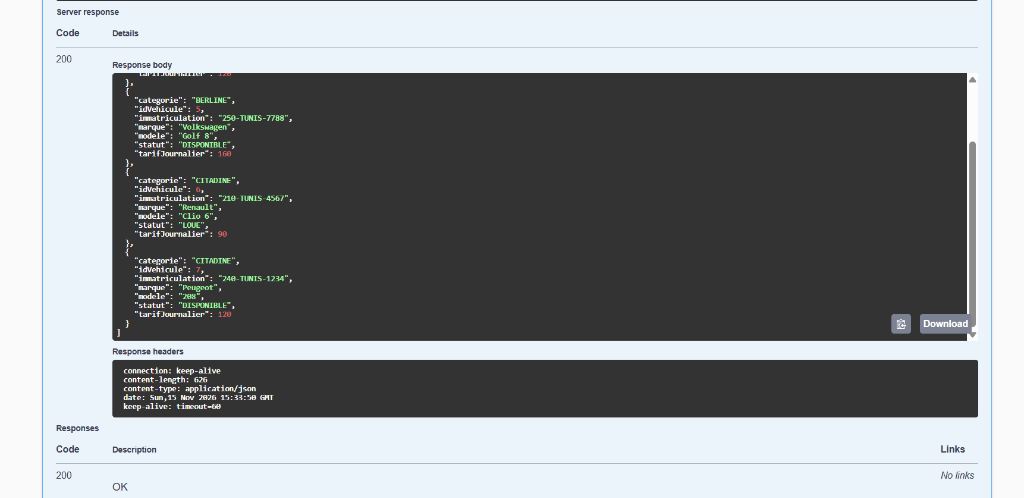 Server response
Code Details
200
Response body
"tarifJournalier": 120
},
{
"categorie": "BERLINE",
"idVehicule": 5,
"immatriculation": "250-TUNIS-7788",
"marque": "Volkswagen",
"modele": "Golf 8",
"statut": "DISPONIBLE",
"tarifJournalier": 160
},
{
"categorie": "CITADINE",
"idVehicule": 6,
"immatriculation": "210-TUNIS-4567",
"marque": "Renault",
"modele": "Clio 6",
"statut": "LOUE",
"tarifJournalier": 90
},
{
"categorie": "CITADINE",
"idVehicule": 7,
"immatriculation": "240-TUNIS-1234",
"marque": "Peugeot",
"modele": "208",
"statut": "DISPONIBLE",
"tarifJournalier": 120
}
]
Download
Response headers
connection: keep-alive
content-length: 626
content-type: application/json
date: Sun,15 Nov 2026 15:33:50 GMT
keep-alive: timeout=60
Responses
Code Description Links
200 No links
OK